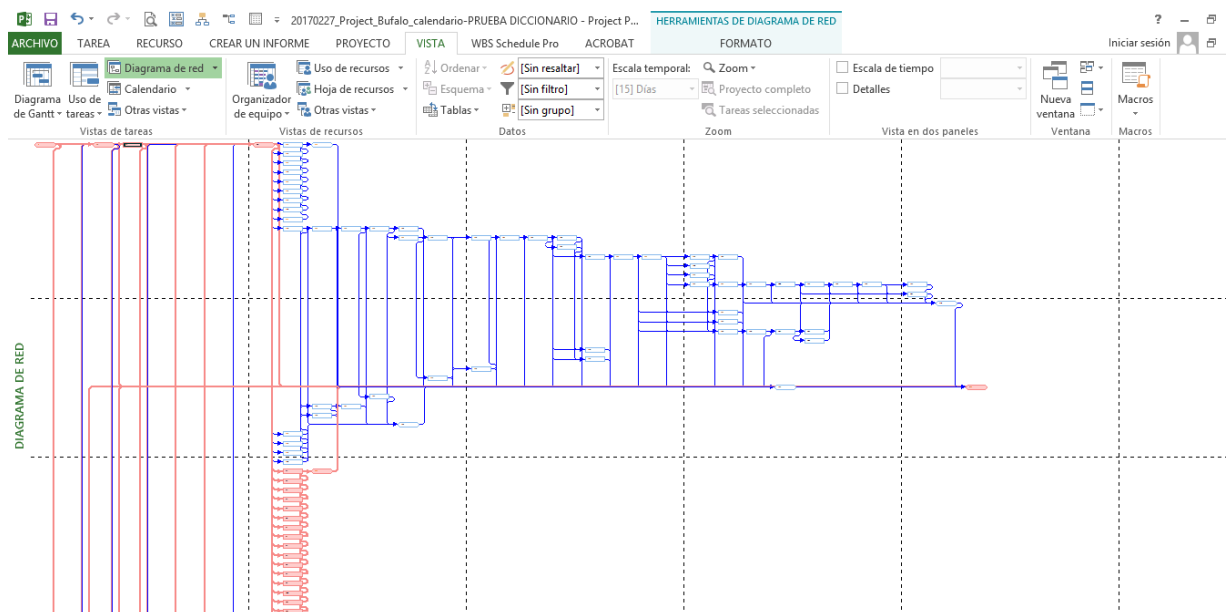 20170227_Project_Bufalo_calendario-PRUEBA DICCIONARIO - Project P...
HERRAMIENTAS DE DIAGRAMA DE RED
?
ARCHIVO TAREA RECURSO CREAR UN INFORME PROYECTO VISTA WBS Schedule Pro ACROBAT FORMATO Iniciar sesión
Diagrama de Gantt
Uso de tareas
Diagrama de red
Calendario
Otras vistas
Vistas de tareas
Organizador de equipo
Uso de recursos
Hoja de recursos
Otras vistas
Vistas de recursos
Ordenar
Esquema
Tablas
[Sin resaltar]
[Sin filtro]
[Sin grupo]
Datos
Escala temporal:
[15] Días
Zoom
Proyecto completo
Tareas seleccionadas
Zoom
Escala de tiempo
Detalles
Vista en dos paneles
Nueva ventana
Ventana
Macros
Macros
DIAGRAMA DE RED